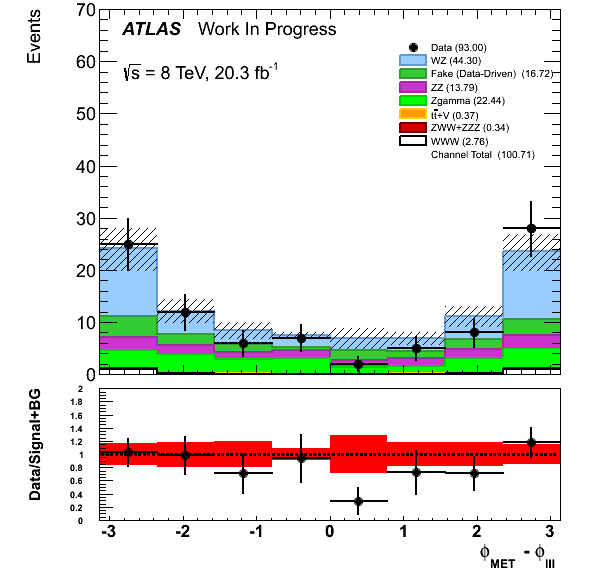 Events
70
60
50
40
30
20
10
0
ATLAS Work In Progress
√s = 8 TeV, 20.3 fb⁻¹
Data (93.00)
WZ (44.30)
Fake (Data-Driven) (16.72)
ZZ (13.79)
Zgamma (22.44)
tt̄+V (0.37)
ZWW+ZZZ (0.34)
WWW (2.76)
Channel Total (100.71)
Data/Signal+BG
2
1.8
1.6
1.4
1.2
1
0.8
0.6
0.4
0.2
0
-3 -2 -1 0 1 2 3
ϕMET - ϕlll